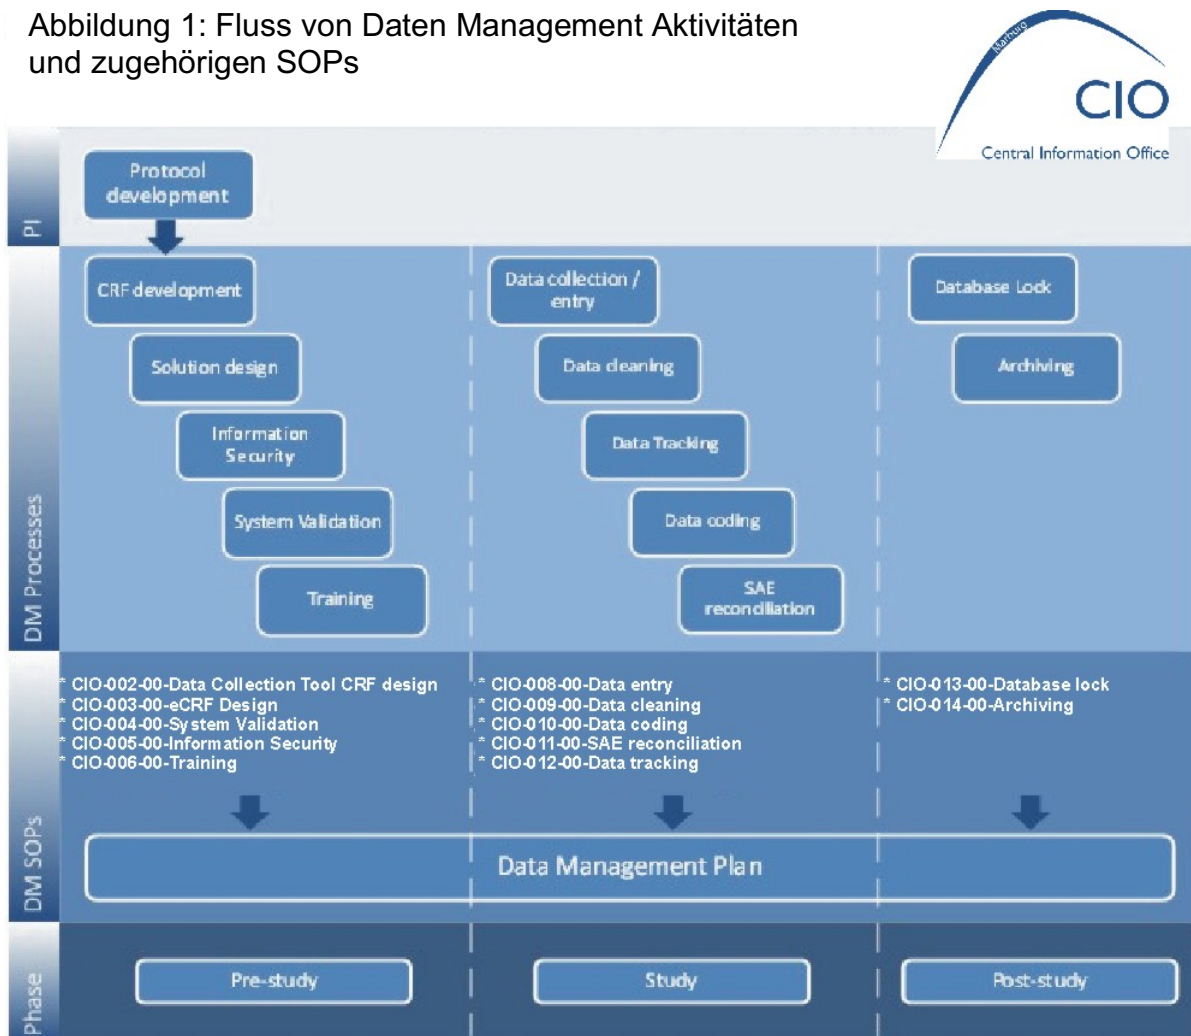 Abbildung 1: Fluss von Daten Management Aktivitäten
und zugehörigen SOPs
Marburg
CIO
Central Information Office
PI
Protocol
development
DM Processes
CRF development
Solution design
Information
Security
System Validation
Training
Data collection /
entry
Data cleaning
Data Tracking
Data coding
SAE
reconciliation
Database Lock
Archiving
DM SOPs
* CIO-002-00-Data Collection Tool CRF design
* CIO-003-00-eCRF Design
* CIO-004-00-System Validation
* CIO-005-00-Information Security
* CIO-006-00-Training
* CIO-008-00-Data entry
* CIO-009-00-Data cleaning
* CIO-010-00-Data coding
* CIO-011-00-SAE reconciliation
* CIO-012-00-Data tracking
* CIO-013-00-Database lock
* CIO-014-00-Archiving
Data Management Plan
Phase
Pre-study
Study
Post-study